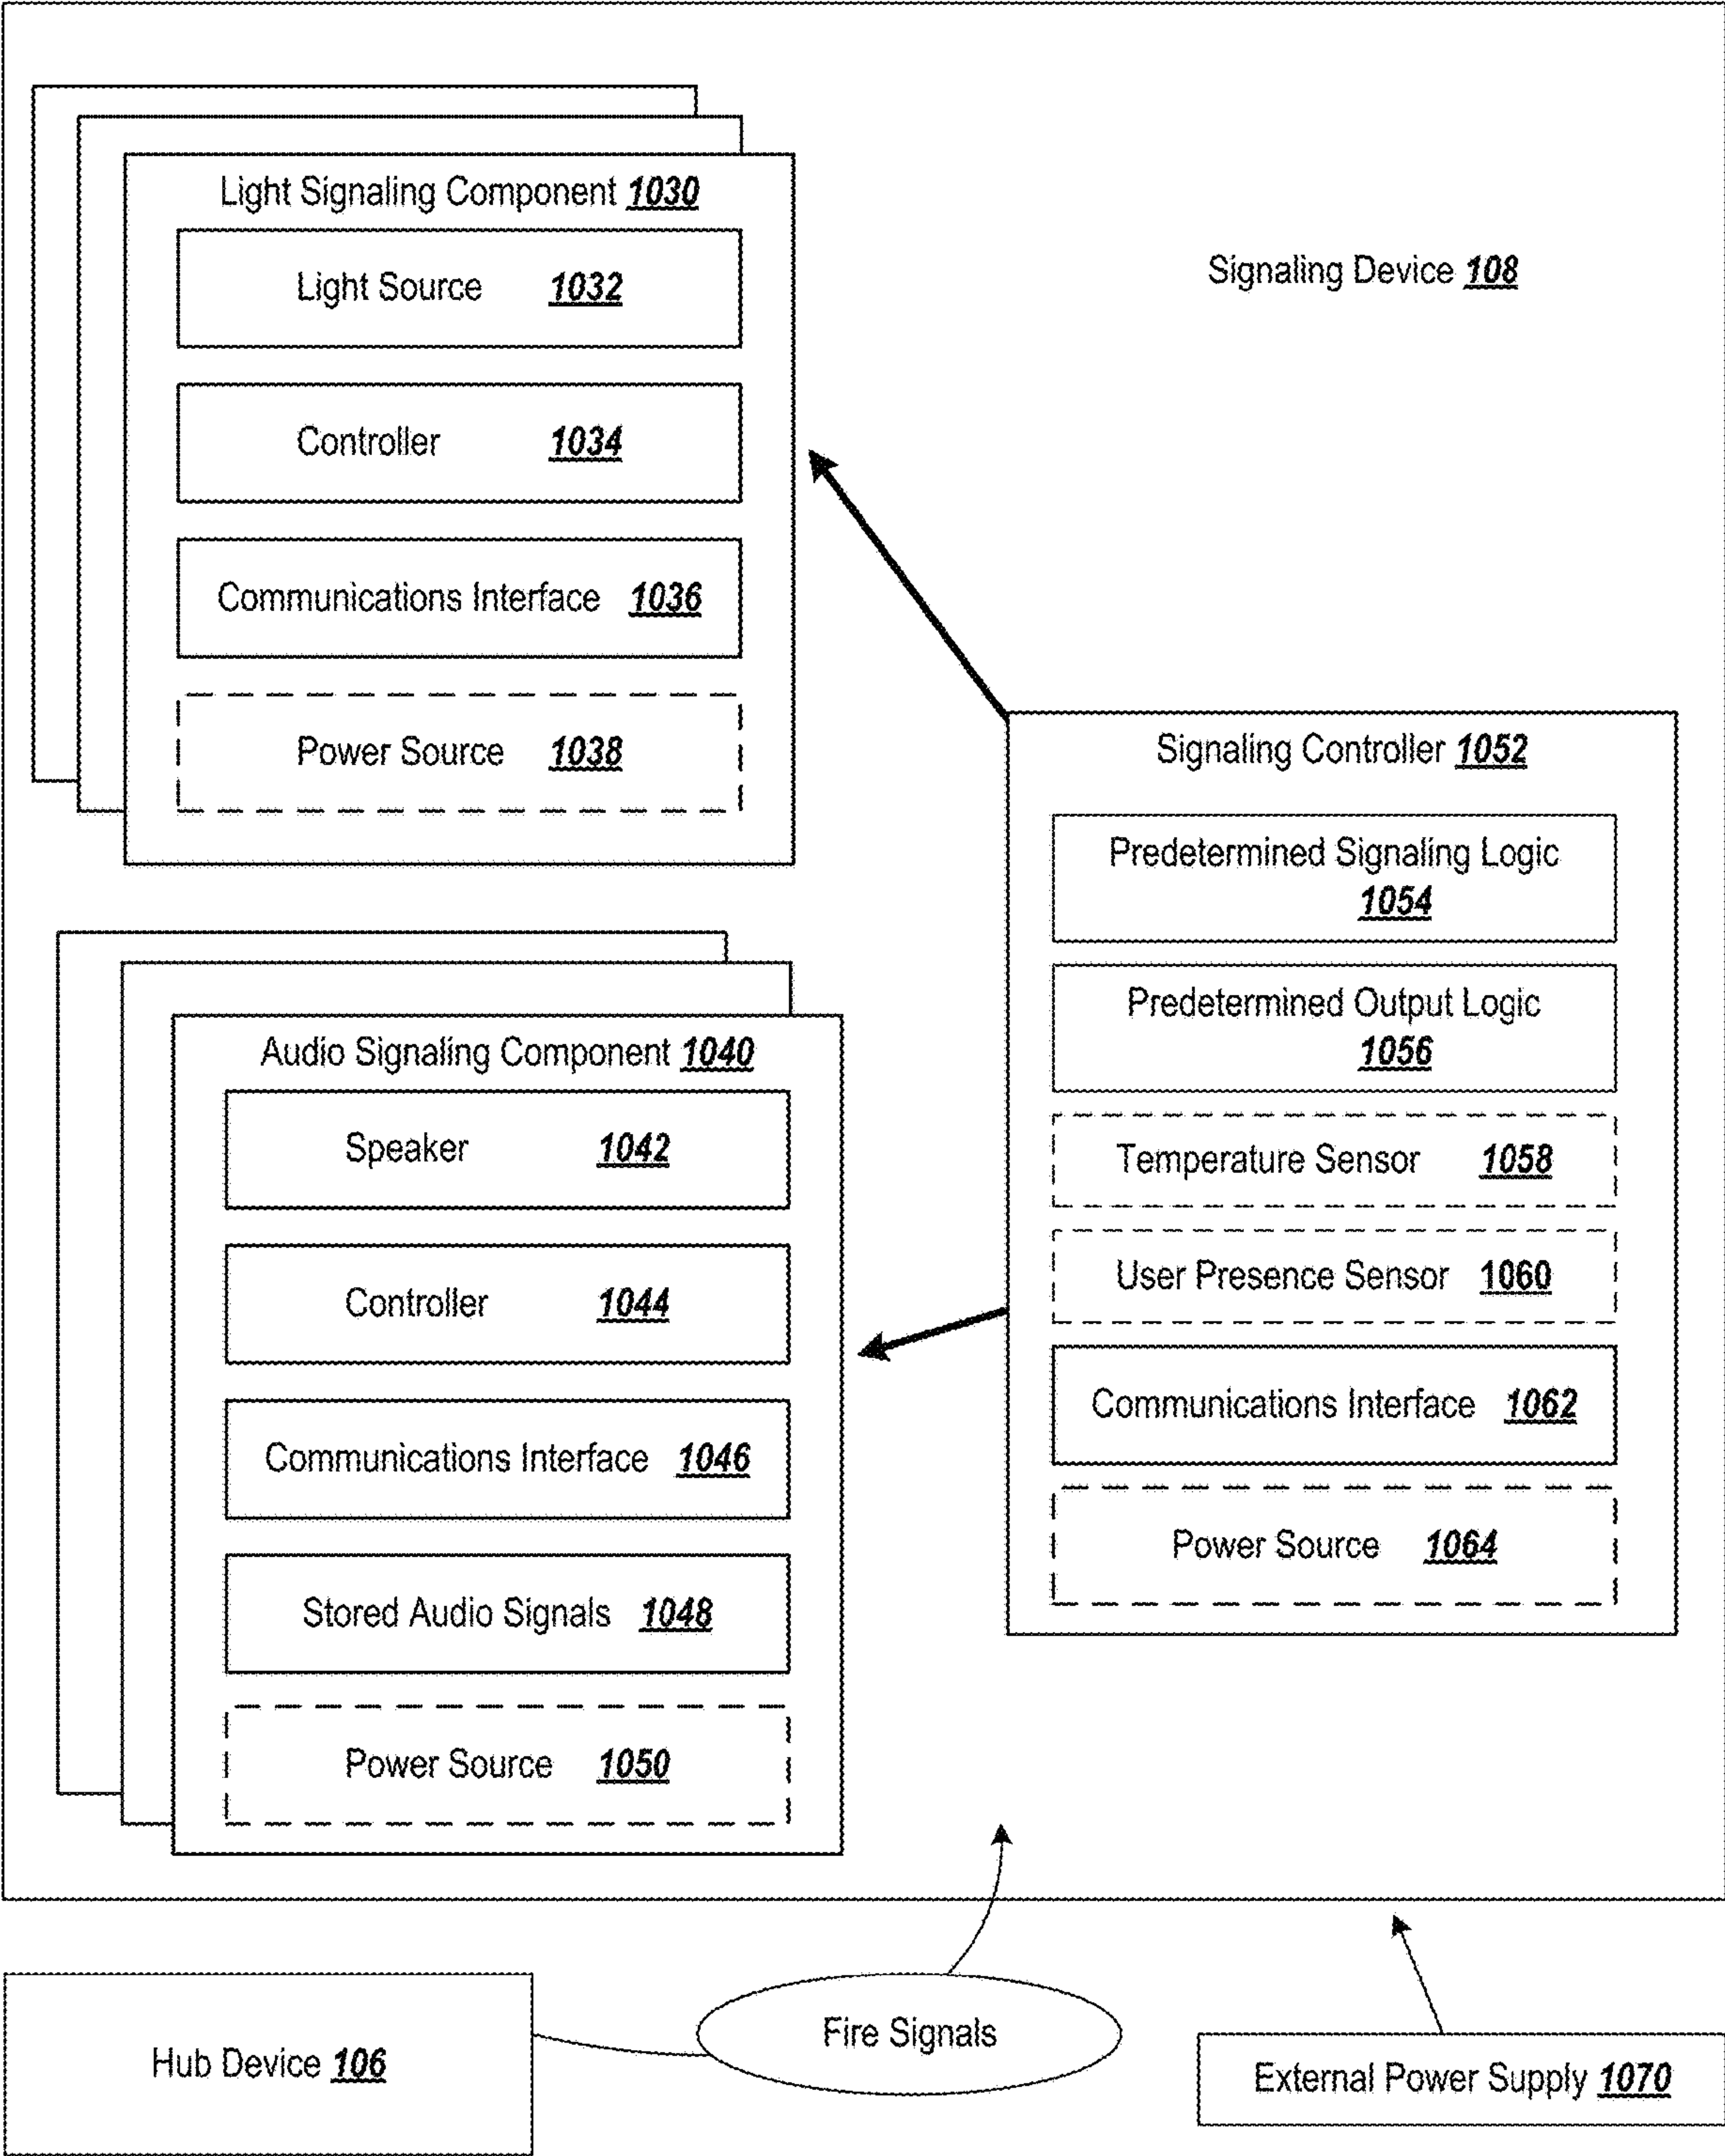 Light Signaling Component 1030
Light Source 1032
Controller 1034
Communications Interface 1036
Power Source 1038
Signaling Device 108
Audio Signaling Component 1040
Speaker 1042
Controller 1044
Communications Interface 1046
Stored Audio Signals 1048
Power Source 1050
Signaling Controller 1052
Predetermined Signaling Logic
1054
Predetermined Output Logic
1056
Temperature Sensor 1058
User Presence Sensor 1060
Communications Interface 1062
Power Source 1064
Hub Device 106
Fire Signals
External Power Supply 1070